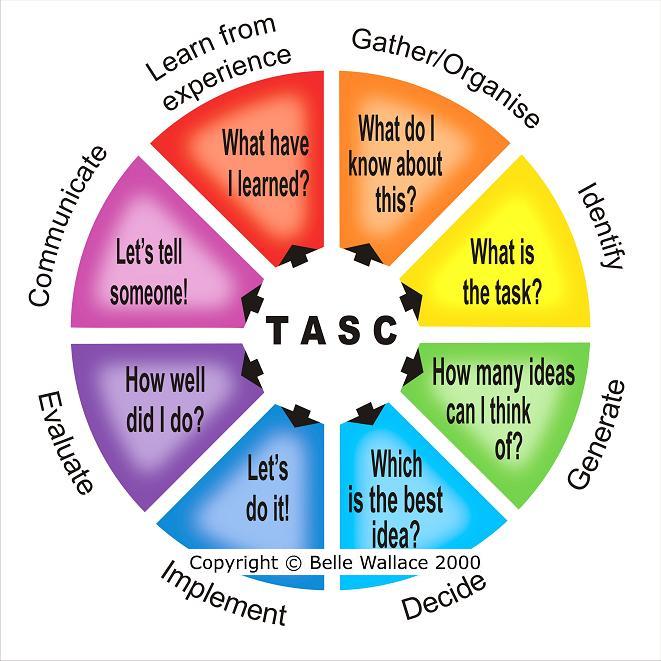 Gather/Organise
What do I
know about
this?
Identify
What is
the task?
Generate
How many ideas
can I think
of?
Decide
Which
is the best
idea?
Implement
Let's
do it!
Evaluate
How well
did I do?
Communicate
Let's tell
someone!
Learn from
experience
What have
I learned?
TASC
Copyright © Belle Wallace 2000